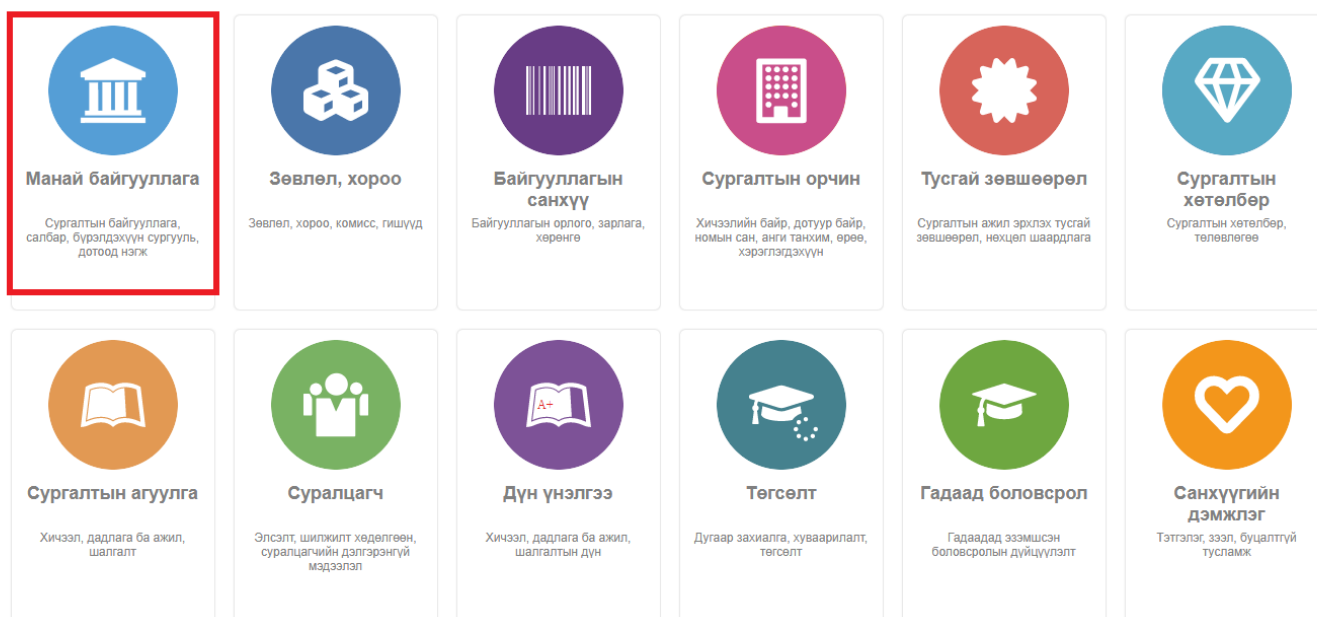 Манай байгууллага
Сургалтын байгууллага,
салбар, бүрэлдэхүүн сургууль,
дотоод нэгж
Зөвлөл, хороо
Зөвлөл, хороо, комисс, гишүүд
Байгууллагын
санхүү
Байгууллагын орлого, зарлага,
хөрөнгө
Сургалтын орчин
Хичээлийн байр, дотуур байр,
номын сан, анги танхим, өрөө,
хэрэглэгдэхүүн
Тусгай зөвшөөрөл
Сургалтын ажил эрхлэх тусгай
зөвшөөрөл, нөхцөл шаардлага
Сургалтын
хөтөлбөр
Сургалтын хөтөлбөр,
төлөвлөгөө
Сургалтын агуулга
Хичээл, дадлага ба ажил,
шалгалт
Суралцагч
Элсэлт, шилжилт хөдөлгөөн,
суралцагчийн дэлгэрэнгүй
мэдээлэл
A+
Дүн үнэлгээ
Хичээл, дадлага ба ажил,
шалгалтын дүн
Төгсөлт
Дугаар захиалга, хуваарилалт,
төгсөлт
Гадаад боловсрол
Гадаадад эзэмшсэн
боловсролын дүйцүүлэлт
Санхүүгийн
дэмжлэг
Тэтгэлэг, зээл, буцалтгүй
тусламж